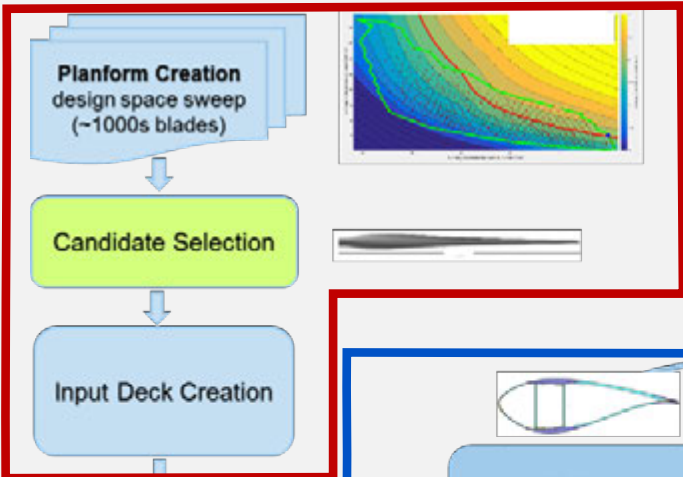 Planform Creation
design space sweep
(~1000s blades)
Candidate Selection
Input Deck Creation